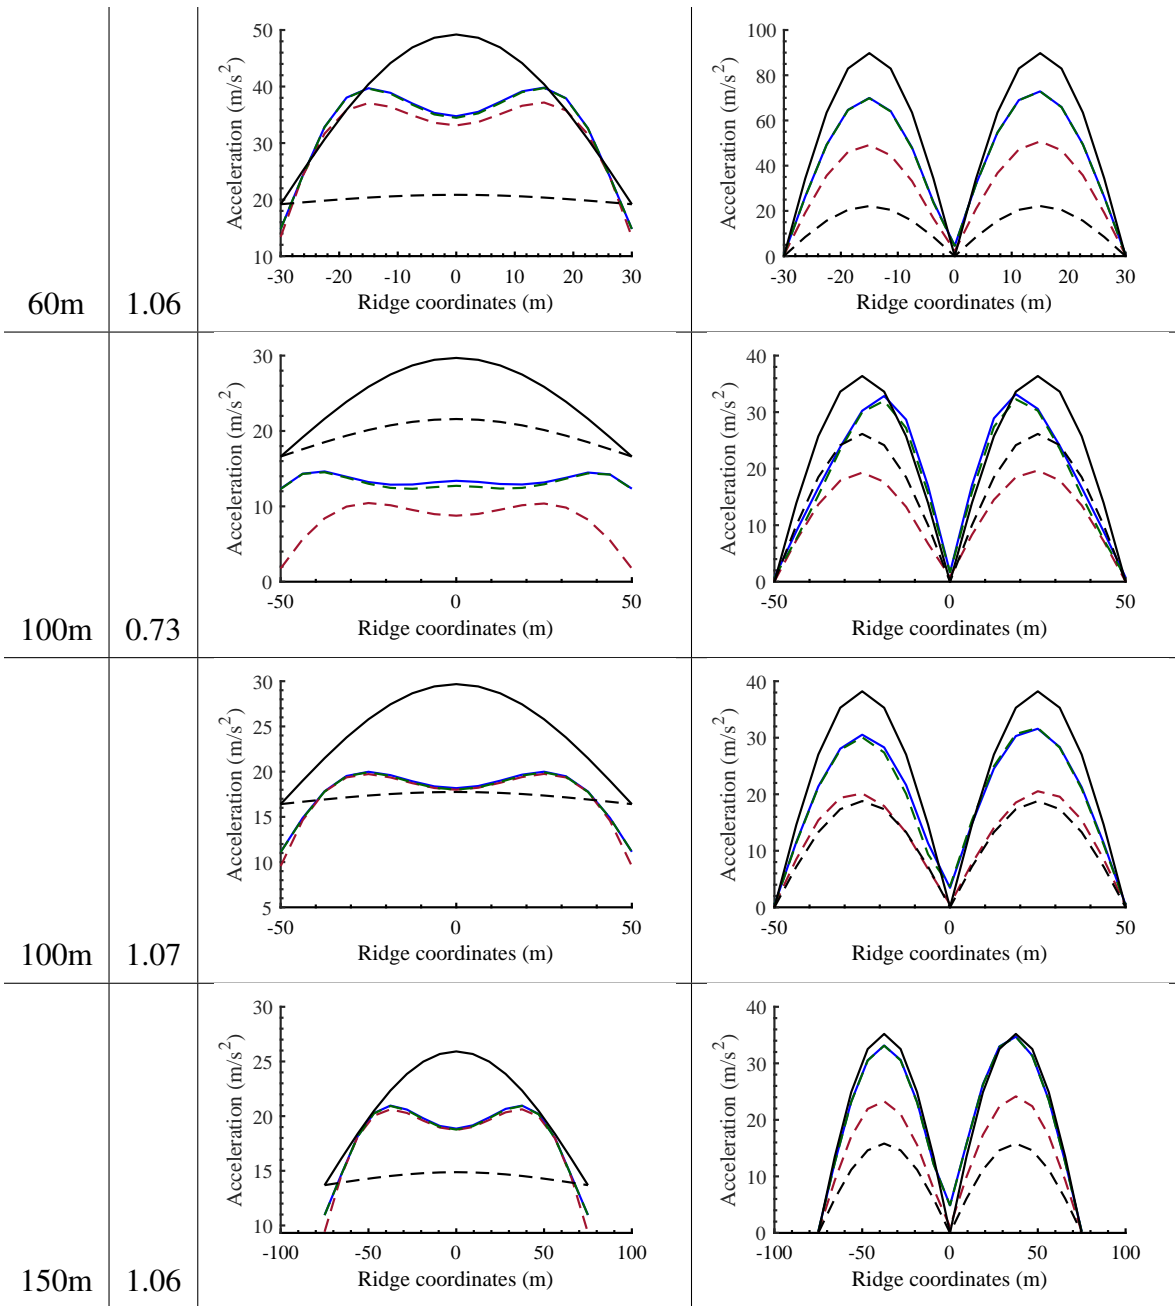 50
40
30
20
10
Acceleration (m/s²)
-30 -20 -10 0 10 20 30
Ridge coordinates (m)
100
80
60
40
20
0
Acceleration (m/s²)
-30 -20 -10 0 10 20 30
Ridge coordinates (m)
60m 1.06
30
20
10
0
Acceleration (m/s²)
-50 0 50
Ridge coordinates (m)
40
30
20
10
0
Acceleration (m/s²)
-50 0 50
Ridge coordinates (m)
100m 0.73
30
25
20
15
10
5
Acceleration (m/s²)
-50 0 50
Ridge coordinates (m)
40
30
20
10
0
Acceleration (m/s²)
-50 0 50
Ridge coordinates (m)
100m 1.07
30
25
20
15
10
Acceleration (m/s²)
-100 -50 0 50 100
Ridge coordinates (m)
40
30
20
10
0
Acceleration (m/s²)
-100 -50 0 50 100
Ridge coordinates (m)
150m 1.06